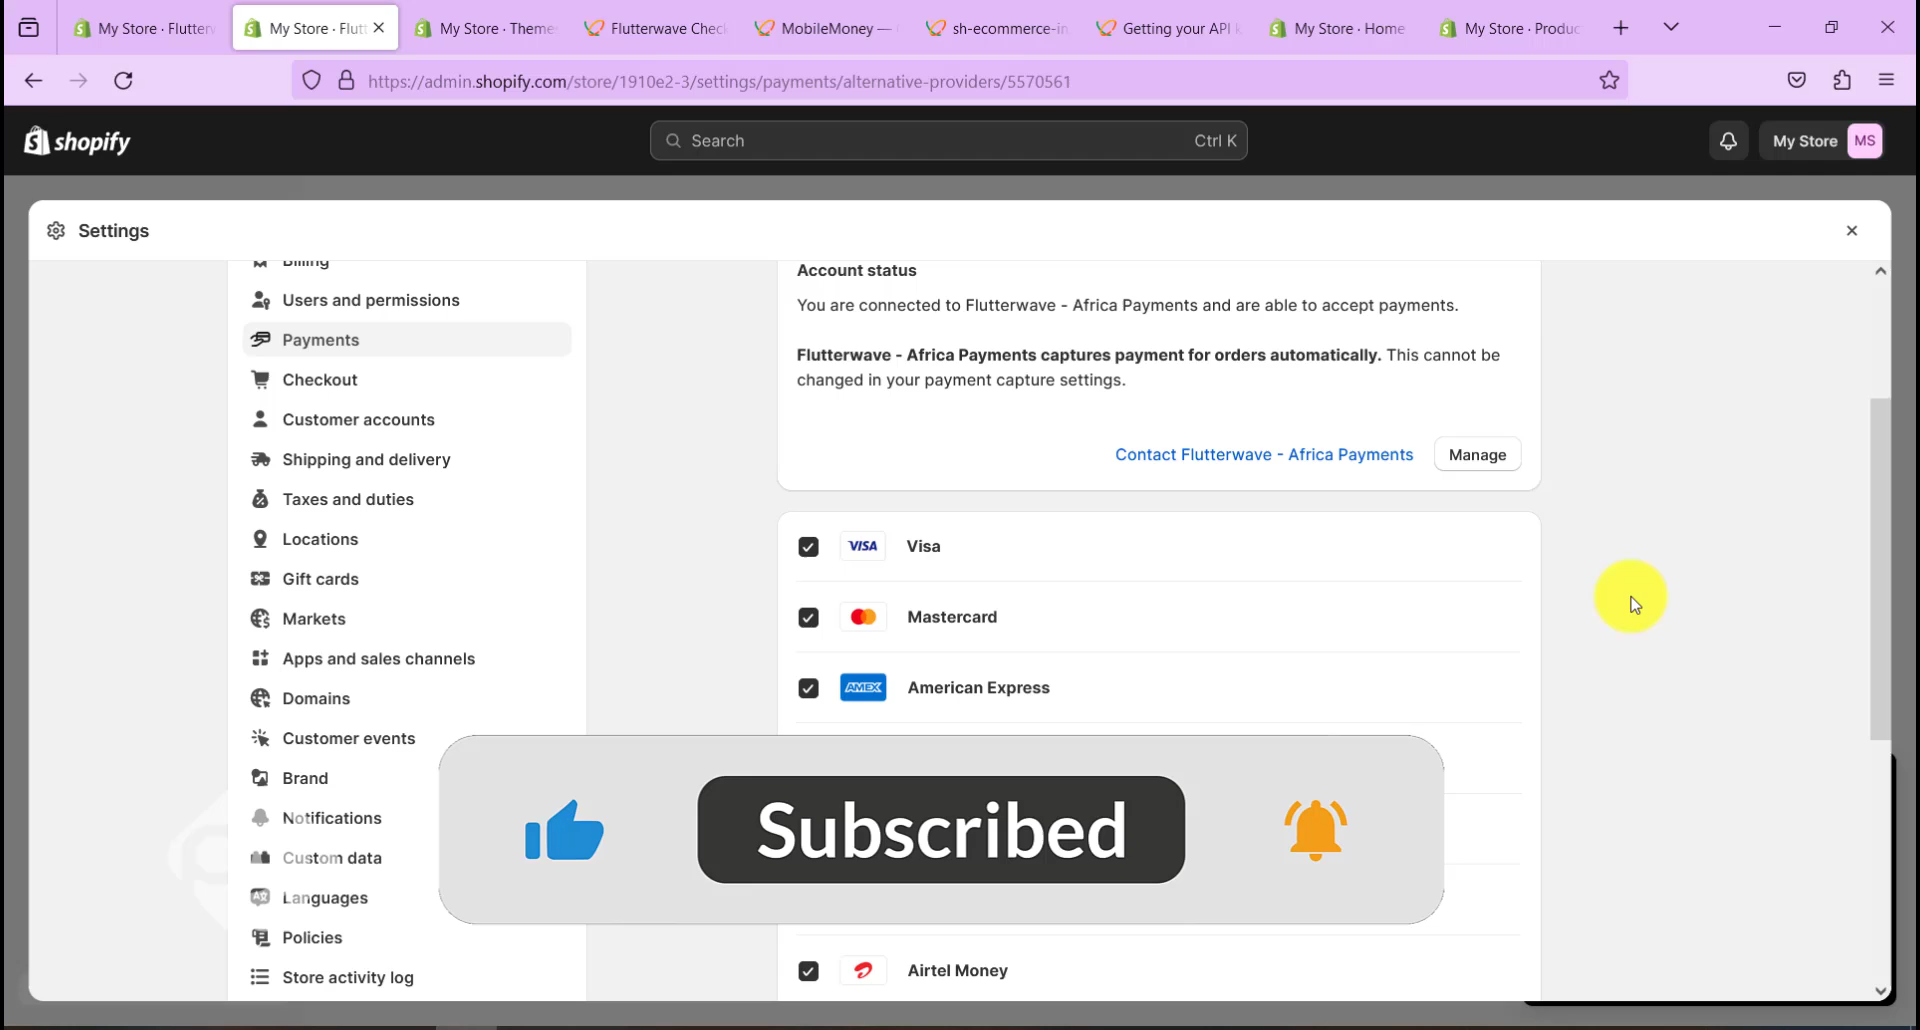 My Store · Flutterw
My Store · Flutt
My Store · Theme
Flutterwave Chec
MobileMoney —
sh-ecommerce-in
Getting your API k
My Store · Home
My Store · Produc
https://admin.shopify.com/store/1910e2-3/settings/payments/alternative-providers/5570561
shopify
Search
Ctrl K
My Store
MS
Settings
Billing
Users and permissions
Payments
Checkout
Customer accounts
Shipping and delivery
Taxes and duties
Locations
Gift cards
Markets
Apps and sales channels
Domains
Customer events
Brand
Notifications
Custom data
Languages
Policies
Store activity log
Account status
You are connected to Flutterwave - Africa Payments and are able to accept payments.
Flutterwave - Africa Payments captures payment for orders automatically. This cannot be
changed in your payment capture settings.
Contact Flutterwave - Africa Payments
Manage
VISA
Visa
Mastercard
AMEX
American Express
Subscribed
Airtel Money